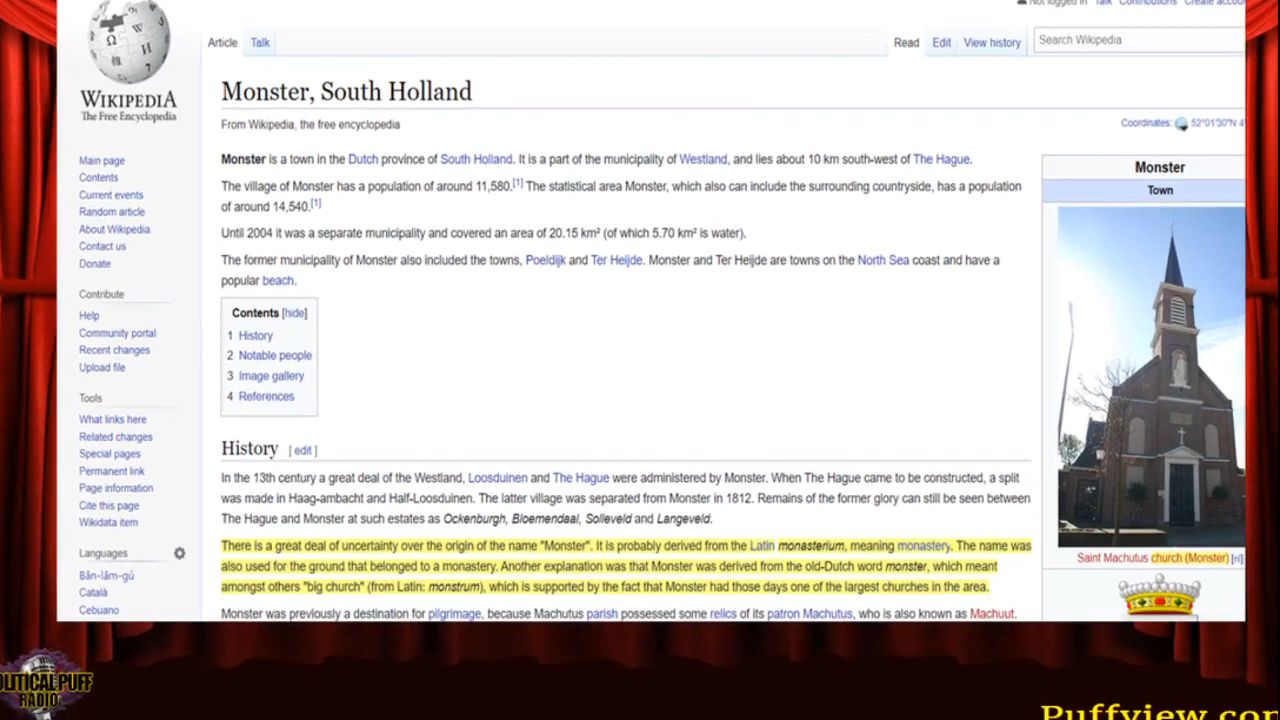 Not logged in Talk Contributions Create
Article Talk Read Edit View history Search Wikipedia
WIKIPEDIA
The Free Encyclopedia
Monster, South Holland
From Wikipedia, the free encyclopedia
Coordinates: 52°01′30″N
Main page
Contents
Current events
Random article
About Wikipedia
Contact us
Donate
Contribute
Help
Community portal
Recent changes
Upload file
Tools
What links here
Related changes
Special pages
Permanent link
Page information
Cite this page
Wikidata item
Languages
Bân-lâm-gú
Català
Cebuano
Monster is a town in the Dutch province of South Holland. It is a part of the municipality of Westland, and lies about 10 km south-west of The Hague.
The village of Monster has a population of around 11,580.[1] The statistical area Monster, which also can include the surrounding countryside, has a population
of around 14,540.[1]
Until 2004 it was a separate municipality and covered an area of 20.15 km² (of which 5.70 km² is water).
The former municipality of Monster also included the towns, Poeldijk and Ter Heijde. Monster and Ter Heijde are towns on the North Sea coast and have a
popular beach.
Contents [hide]
1 History
2 Notable people
3 Image gallery
4 References
History [ edit ]
In the 13th century a great deal of the Westland, Loosduinen and The Hague were administered by Monster. When The Hague came to be constructed, a split
was made in Haag-ambacht and Half-Loosduinen. The latter village was separated from Monster in 1812. Remains of the former glory can still be seen between
The Hague and Monster at such estates as Ockenburgh, Bloemendaal, Solleveld and Langeveld.
There is a great deal of uncertainty over the origin of the name "Monster". It is probably derived from the Latin monasterium, meaning monastery. The name was
also used for the ground that belonged to a monastery. Another explanation was that Monster was derived from the old-Dutch word monster, which meant
amongst others "big church" (from Latin: monstrum), which is supported by the fact that Monster had those days one of the largest churches in the area.
Monster was previously a destination for pilgrimage, because Machutus parish possessed some relics of its patron Machutus, who is also known as Machuut.
Monster
Town
Saint Machutus church (Monster) [nl]
POLITICALPUFF
RADIO
Puffview.com